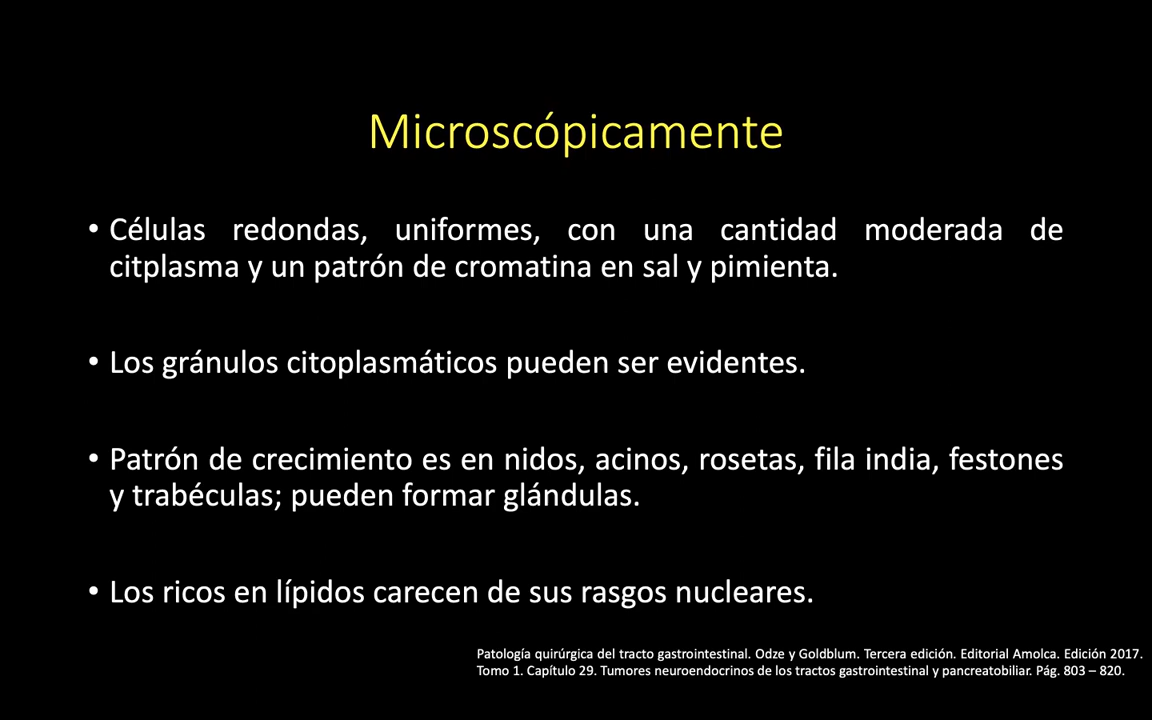 Microscópicamente
• Células redondas, uniformes, con una cantidad moderada de
citplasma y un patrón de cromatina en sal y pimienta.
• Los gránulos citoplasmáticos pueden ser evidentes.
• Patrón de crecimiento es en nidos, acinos, rosetas, fila india, festones
y trabéculas; pueden formar glándulas.
• Los ricos en lípidos carecen de sus rasgos nucleares.
Patología quirúrgica del tracto gastrointestinal. Odze y Goldblum. Tercera edición. Editorial Amolca. Edición 2017.
Tomo 1. Capítulo 29. Tumores neuroendocrinos de los tractos gastrointestinal y pancreatobiliar. Pág. 803 – 820.